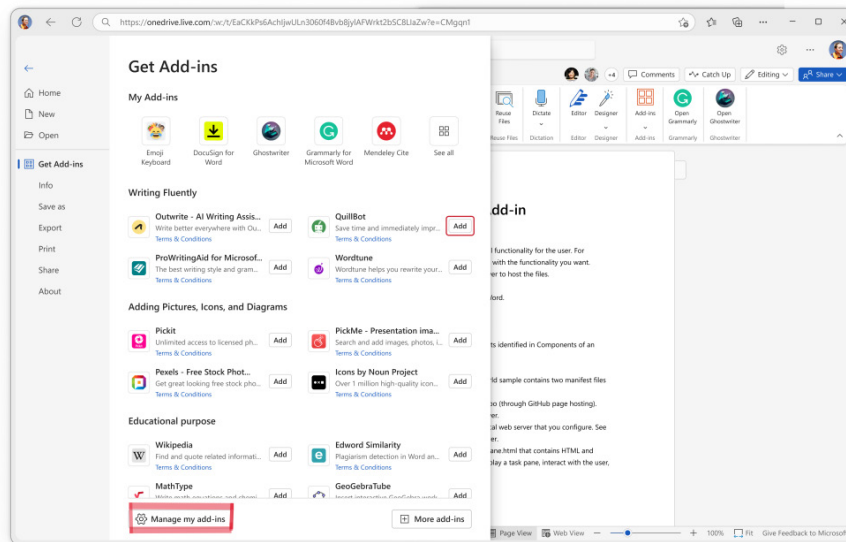 https://onedrive.live.com/:w:/t/EaCKkPs6AchIjwULn3060f4Bvb8jylAFWrkt2bSC8LIaZw?e=CMgqn1
Home
New
Open
Get Add-ins
Info
Save as
Export
Print
Share
About
Get Add-ins
My Add-ins
Emoji Keyboard
DocuSign for Word
Ghostwriter
Grammarly for Microsoft Word
Mendeley Cite
See all
Writing Fluently
Outwrite - AI Writing Assis...
Write better everywhere with Ou...
Terms & Conditions
Add
QuillBot
Save time and immediately impr...
Terms & Conditions
Add
ProWritingAid for Microsof...
The best writing style and gram...
Terms & Conditions
Add
Wordtune
Wordtune helps you rewrite your...
Terms & Conditions
Add
Adding Pictures, Icons, and Diagrams
Pickit
Unlimited access to licensed ph...
Terms & Conditions
Add
PickMe - Presentation ima...
Search and add images, photos, i...
Terms & Conditions
Add
Pexels - Free Stock Phot...
Get great looking free stock pho...
Terms & Conditions
Add
Icons by Noun Project
Over 1 million high-quality icon...
Terms & Conditions
Add
Educational purpose
Wikipedia
Find and quote related informati...
Terms & Conditions
Add
Edword Similarity
Plagiarism detection in Word an...
Terms & Conditions
Add
MathType
Add
GeoGebraTube
Add
Manage my add-ins
More add-ins
+4
Comments
Catch Up
Editing
Share
Reuse Files
Dictate
Editor
Designer
Add-ins
Open Grammarly
Open Ghostwriter
Reuse Files
Dictation
Editor
Designer
Add-ins
Grammarly
Ghostwriter
dd-in
functionality for the user. For
with the functionality you want.
er to host the files.
ord.
ts identified in Components of an
ld sample contains two manifest files
oo (through GitHub page hosting).
ver.
al web server that you configure. See
er.
ane.html that contains HTML and
play a task pane, interact with the user,
Page View
Web View
100%
Fit
Give Feedback to Microsoft